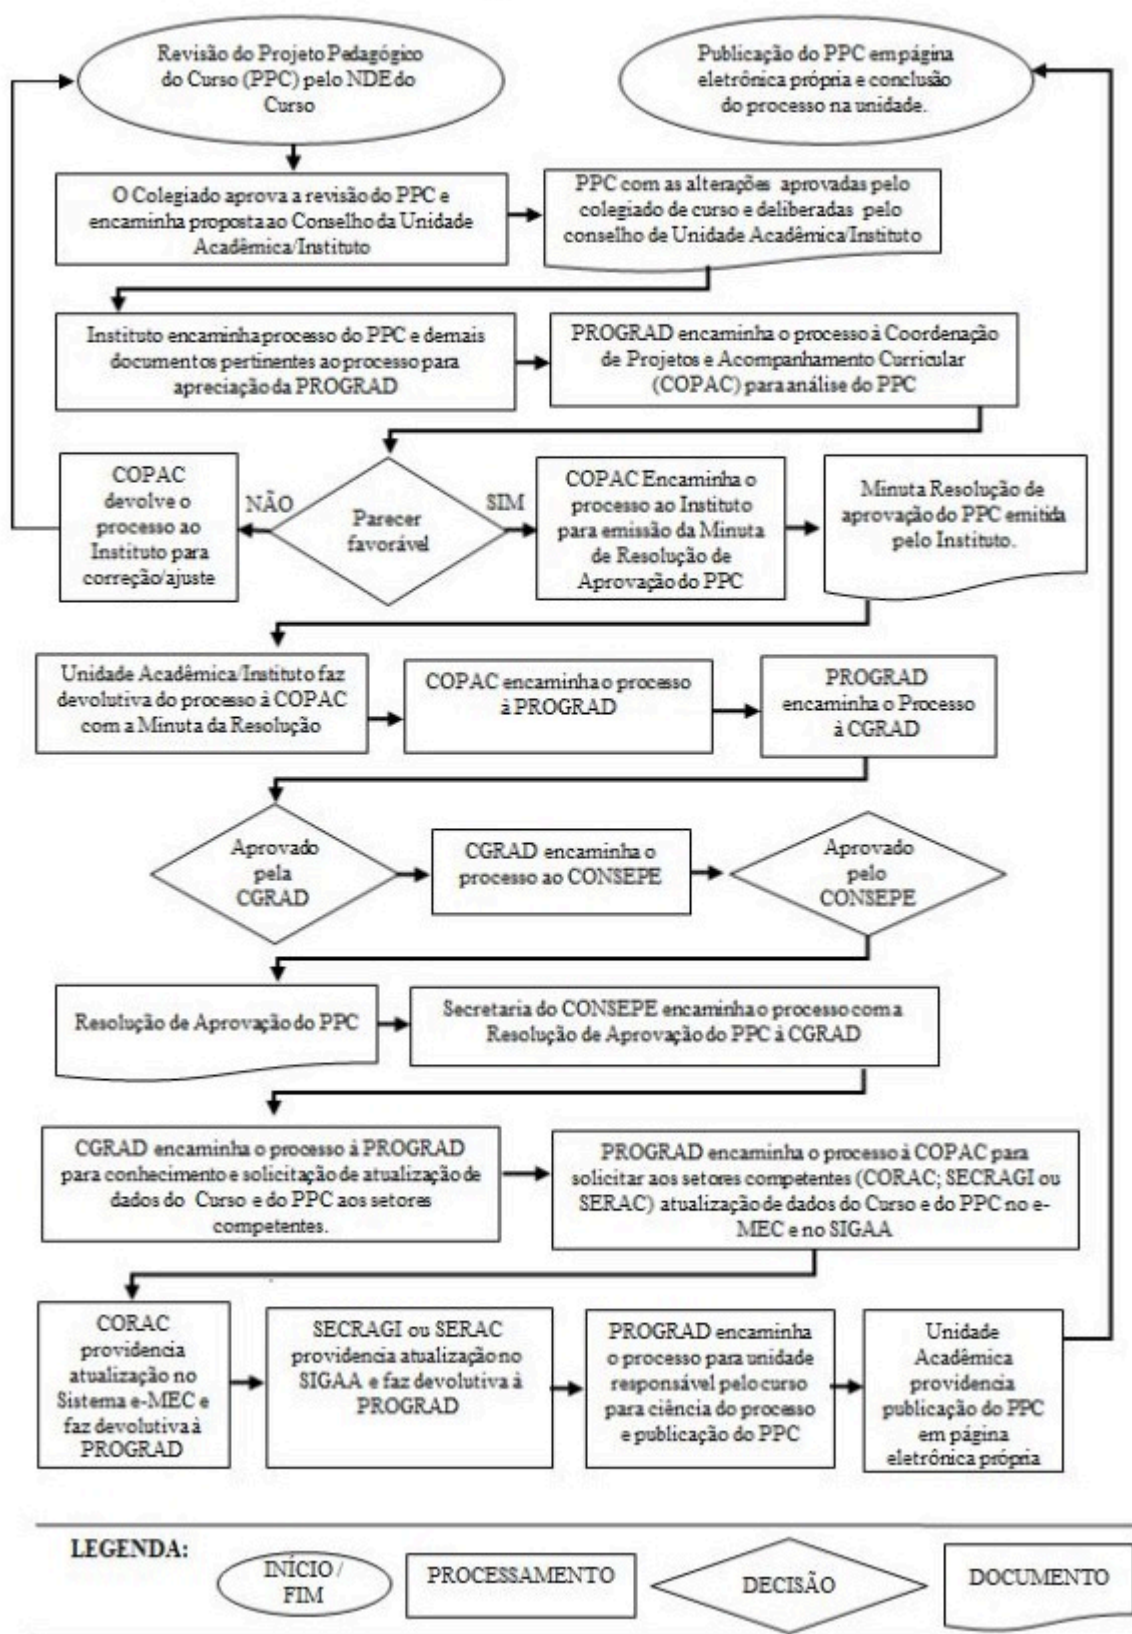 Revisão do Projeto Pedagógico
do Curso (PPC) pelo NDE do
Curso
Publicação do PPC em página
eletrônica própria e conclusão
do processo na unidade.
O Colegiado aprova a revisão do PPC e
encaminha proposta ao Conselho da Unidade
Acadêmica/Instituto
PPC com as alterações aprovadas pelo
colegiado de curso e deliberadas pelo
conselho de Unidade Acadêmica/Instituto
Instituto encaminha processo do PPC e demais
documentos pertinentes ao processo para
apreciação da PROGRAD
PROGRAD encaminha o processo à Coordenação
de Projetos e Acompanhamento Curricular
(COPAC) para análise do PPC
COPAC
devolve o
processo ao
Instituto para
correção/ajuste
NÃO
Parecer
favorável
SIM
COPAC Encaminha o
processo ao Instituto
para emissão da Minuta
de Resolução de
Aprovação do PPC
Minuta Resolução de
aprovação do PPC emitida
pelo Instituto.
Unidade Acadêmica/Instituto faz
devolutiva do processo à COPAC
com a Minuta da Resolução
COPAC encaminha o processo
à PROGRAD
PROGRAD
encaminha o Processo
à CGRAD
Aprovado
pela
CGRAD
CGRAD encaminha o
processo ao CONSEPE
Aprovado
pelo
CONSEPE
Resolução de Aprovação do PPC
Secretaria do CONSEPE encaminha o processo com a
Resolução de Aprovação do PPC à CGRAD
CGRAD encaminha o processo à PROGRAD
para conhecimento e solicitação de atualização de
dados do Curso e do PPC aos setores
competentes.
PROGRAD encaminha o processo à COPAC para
solicitar aos setores competentes (CORAC; SECRAGI ou
SERAC) atualização de dados do Curso e do PPC no e-
MEC e no SIGAA
CORAC
providencia
atualização no
Sistema e-MEC e
faz devolutiva à
PROGRAD
SECRAGI ou SERAC
providencia atualização no
SIGAA e faz devolutiva à
PROGRAD
PROGRAD encaminha
o processo para unidade
responsável pelo curso
para ciência do processo
e publicação do PPC
Unidade
Acadêmica
providencia
publicação do PPC
em página
eletrônica própria
LEGENDA:
INÍCIO /
FIM
PROCESSAMENTO
DECISÃO
DOCUMENTO